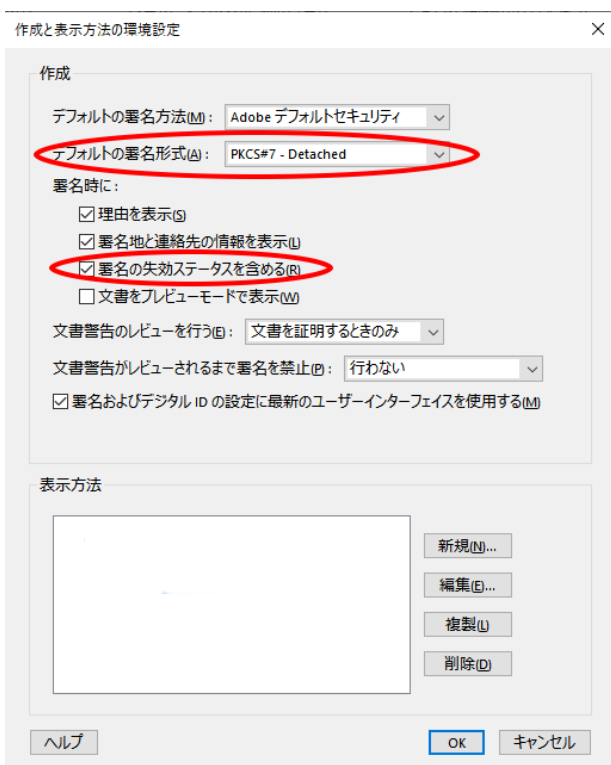 作成と表示方法の環境設定
作成
デフォルトの署名方法(M): Adobe デフォルトセキュリティ
デフォルトの署名形式(A): PKCS#7 - Detached
署名時に:
理由を表示(S)
署名地と連絡先の情報を表示(L)
署名の失効ステータスを含める(R)
文書をプレビューモードで表示(W)
文書警告のレビューを行う(E): 文書を証明するときのみ
文書警告がレビューされるまで署名を禁止(P): 行わない
署名およびデジタル ID の設定に最新のユーザーインターフェイスを使用する(M)
表示方法
新規(N)...
編集(E)...
複製(L)
削除(D)
ヘルプ OK キャンセル